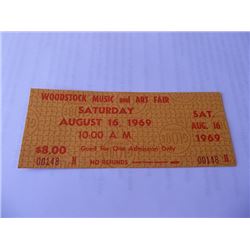 WOODSTOCK MUSIC and ART FAIR
SATURDAY
AUGUST 16, 1969
10:00 A. M.
$8.00 Good For One Admission Only
00148 N NO REFUNDS
SAT.
AUG. 16
1969
00148 N